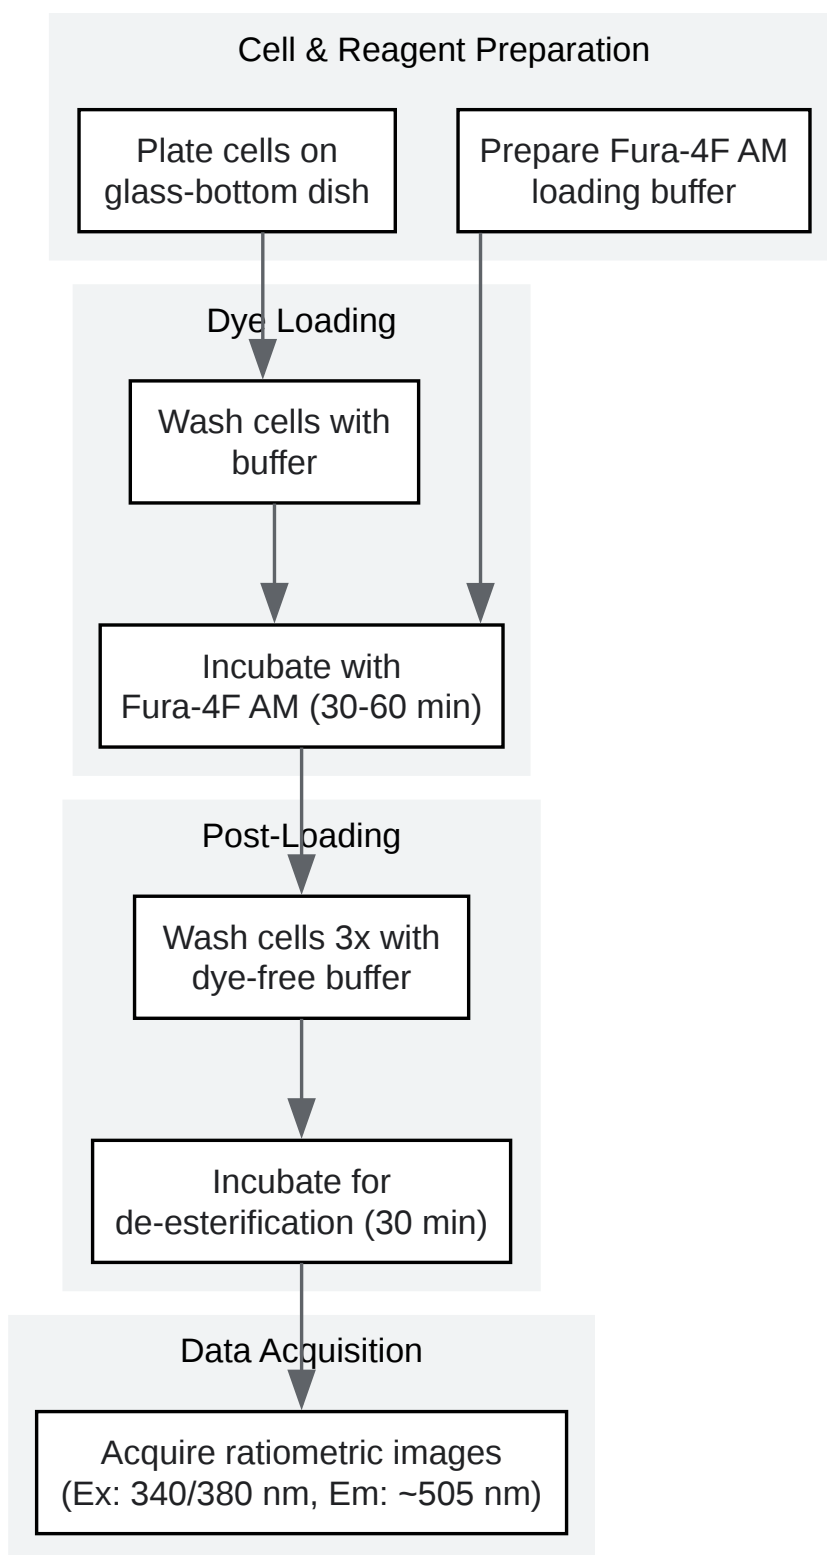 Cell & Reagent Preparation
Plate cells on
glass-bottom dish
Prepare Fura-4F AM
loading buffer
Dye Loading
Wash cells with
buffer
Incubate with
Fura-4F AM (30-60 min)
Post-Loading
Wash cells 3x with
dye-free buffer
Incubate for
de-esterification (30 min)
Data Acquisition
Acquire ratiometric images
(Ex: 340/380 nm, Em: ~505 nm)